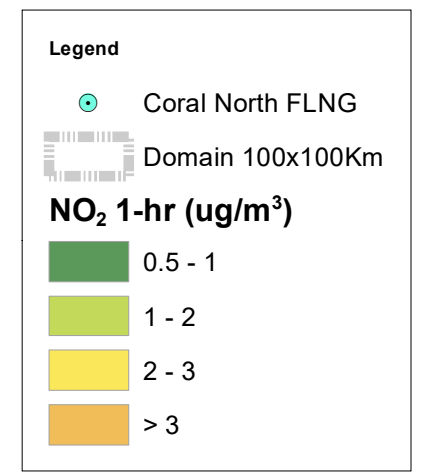 Legend
Coral North FLNG
Domain 100x100Km
NO₂ 1-hr (ug/m³)
0.5 - 1
1 - 2
2 - 3
> 3